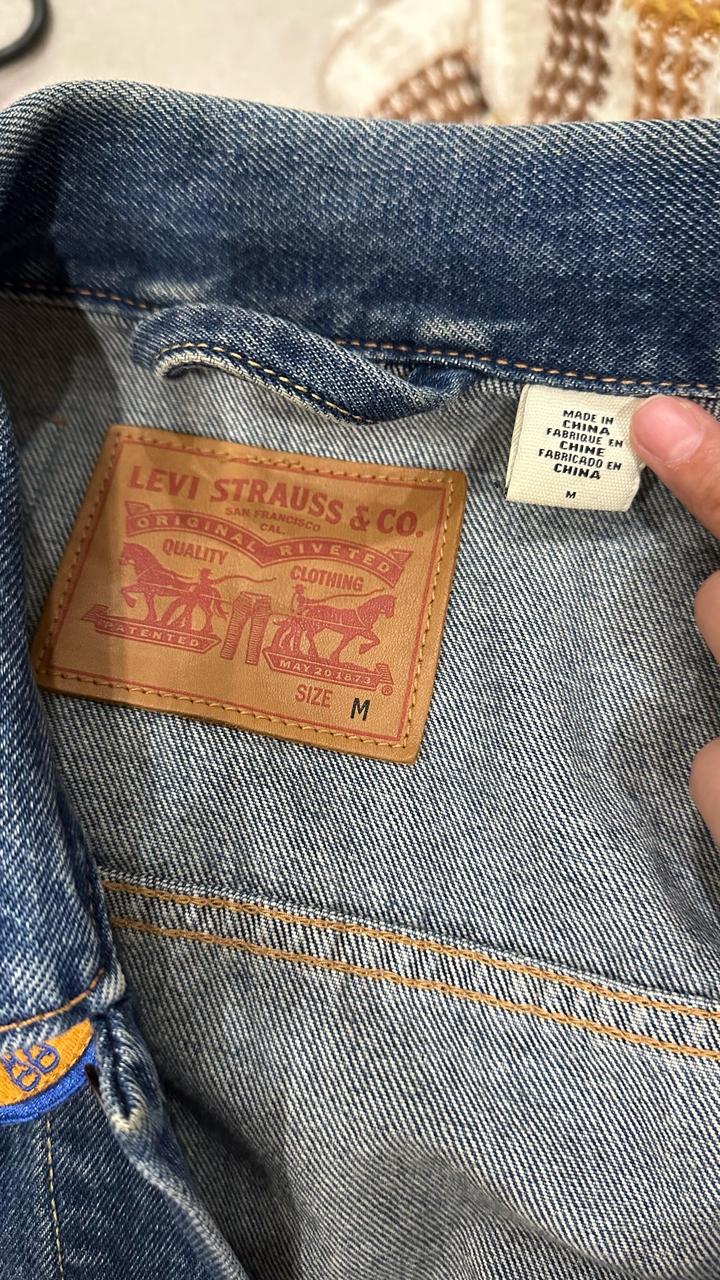 MADE IN
CHINA
FABRIQUE EN
CHINE
FABRICADO EN
CHINA
M
LEVI STRAUSS & CO.
SAN FRANCISCO
CAL.
ORIGINAL RIVETED
QUALITY CLOTHING
PATENTED MAY 20 1873 ®
SIZE M